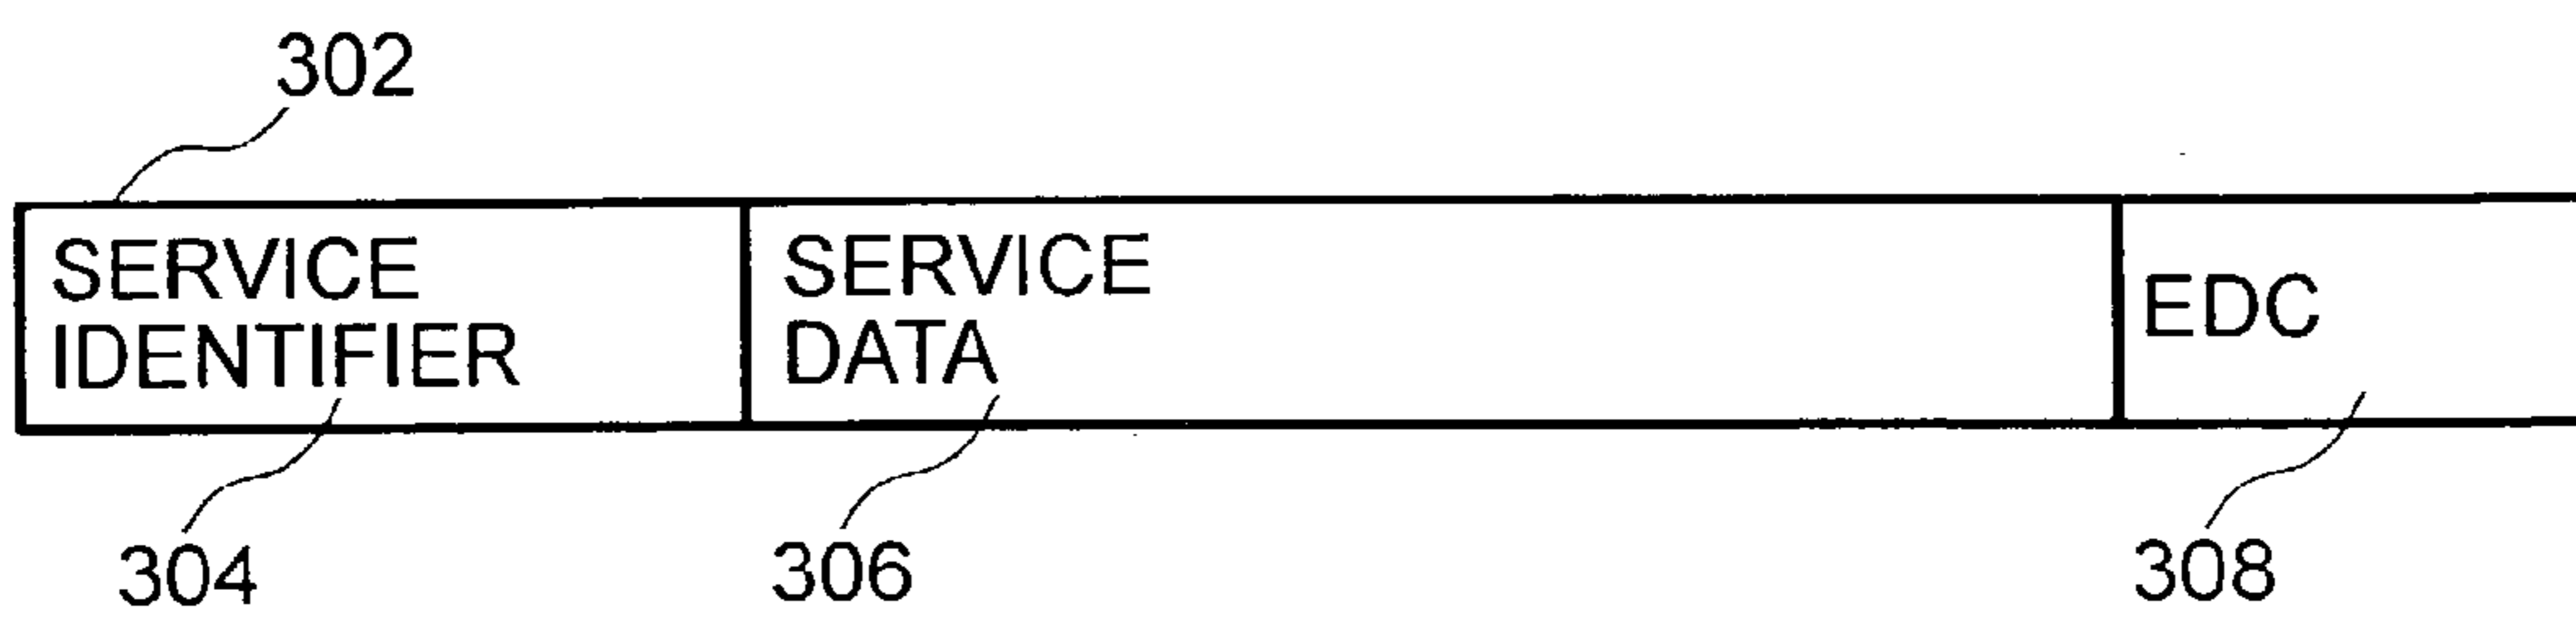 302
SERVICE
IDENTIFIER
SERVICE
DATA
EDC
304
306
308